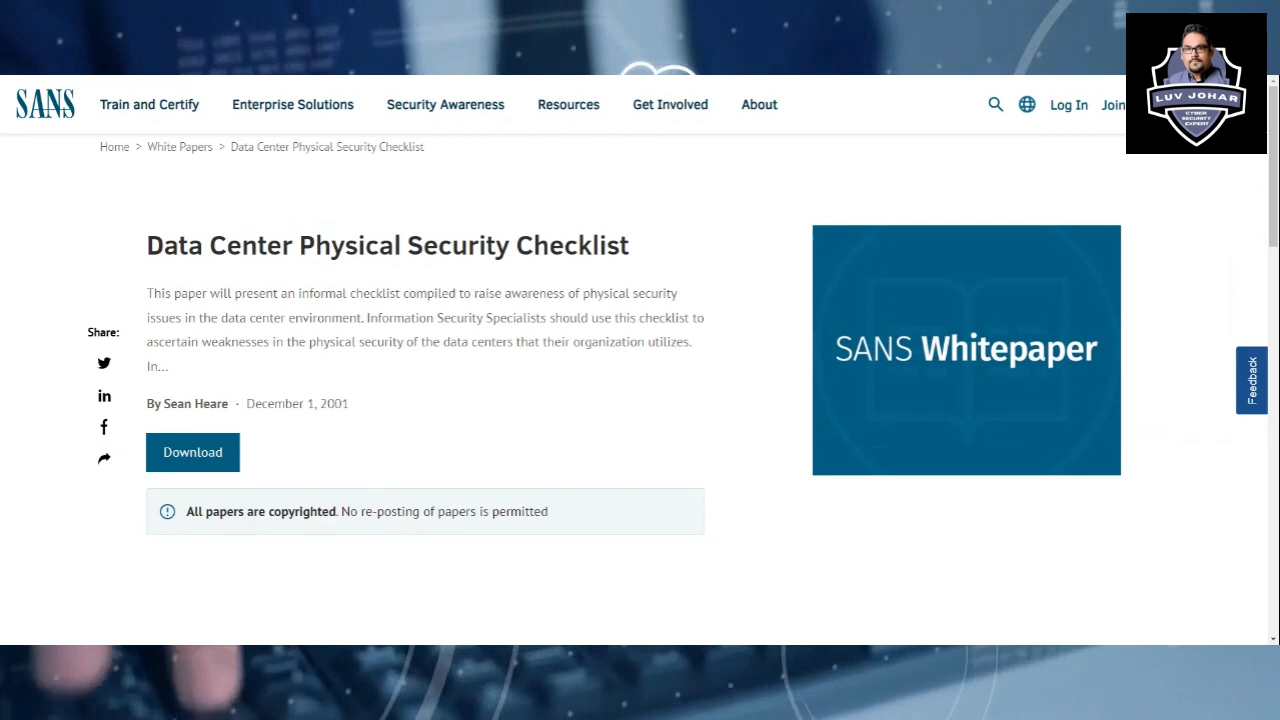 SANS
Train and Certify
Enterprise Solutions
Security Awareness
Resources
Get Involved
About
Log In
Join
LUV JOHAR
CYBER
SECURITY
EXPERT
Home > White Papers > Data Center Physical Security Checklist
Data Center Physical Security Checklist
This paper will present an informal checklist compiled to raise awareness of physical security
issues in the data center environment. Information Security Specialists should use this checklist to
ascertain weaknesses in the physical security of the data centers that their organization utilizes.
In...
Share:
By Sean Heare · December 1, 2001
Download
All papers are copyrighted. No re-posting of papers is permitted
SANS Whitepaper
Feedback